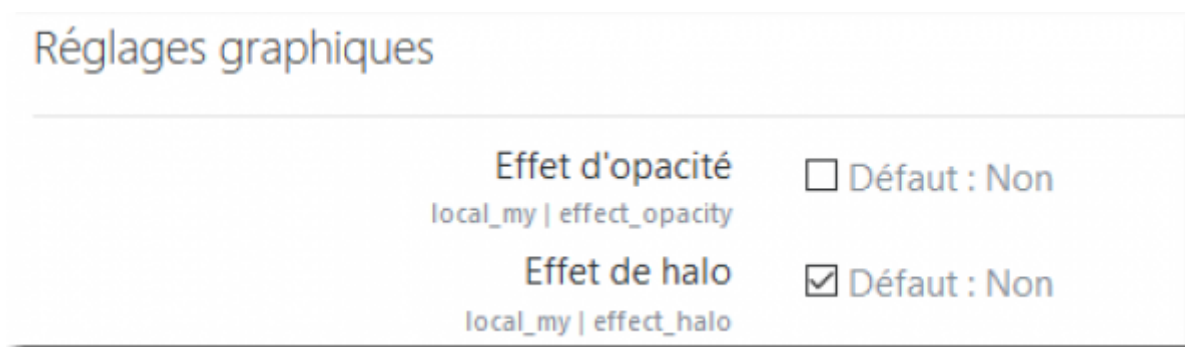 Réglages graphiques
Effet d'opacité
Défaut : Non
local_my | effect_opacity
Effet de halo
Défaut : Non
local_my | effect_halo